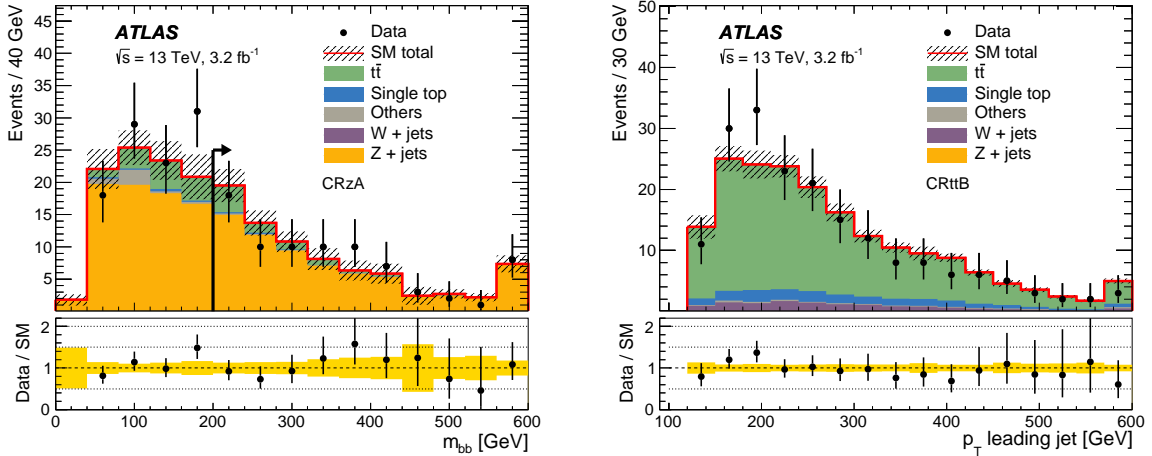 Events / 40 GeV
45
40
35
30
25
20
15
10
5
ATLAS
√s = 13 TeV, 3.2 fb-1
Data
SM total
tt̄
Single top
Others
W + jets
Z + jets
CRzA
Data / SM
2
1
0
0 100 200 300 400 500 600
mbb [GeV]
Events / 30 GeV
50
40
30
20
10
ATLAS
√s = 13 TeV, 3.2 fb-1
Data
SM total
tt̄
Single top
Others
W + jets
Z + jets
CRttB
Data / SM
2
1
0
100 200 300 400 500 600
pT leading jet [GeV]